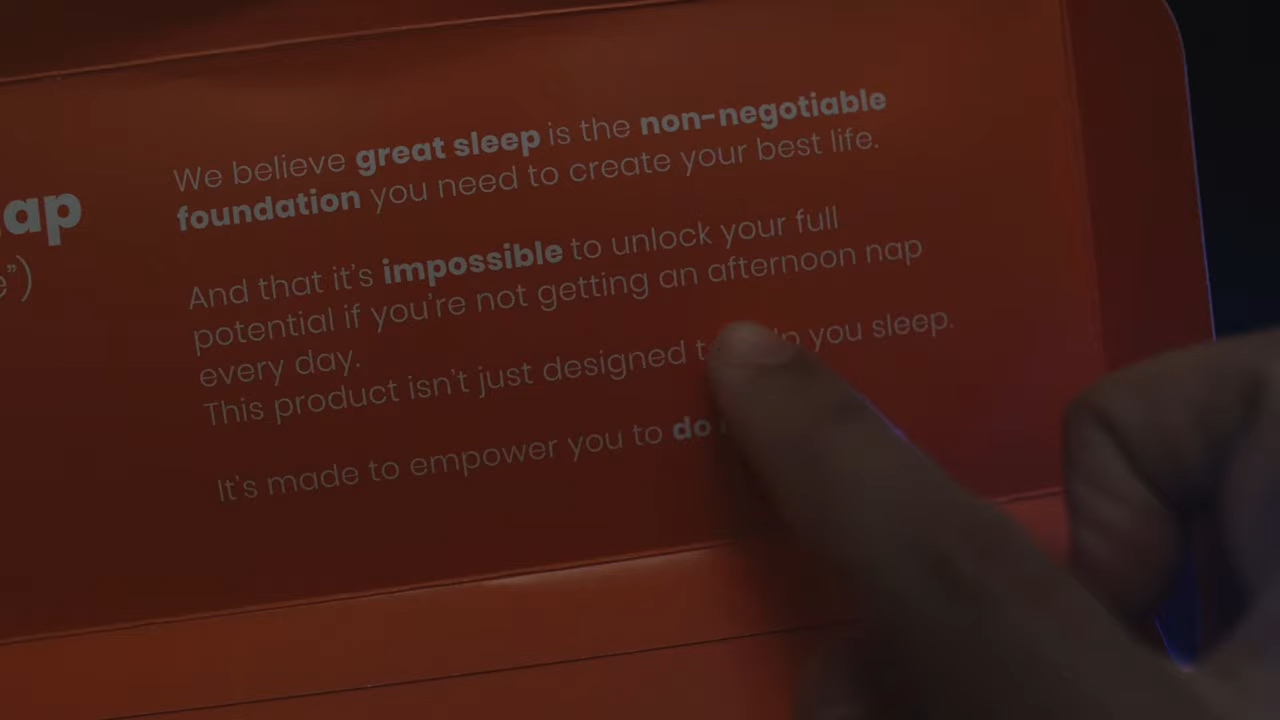 We believe great sleep is the non-negotiable
foundation you need to create your best life.
And that it's impossible to unlock your full
potential if you're not getting an afternoon nap
every day.
This product isn't just designed you sleep.
It's made to empower you to do
ap
e")